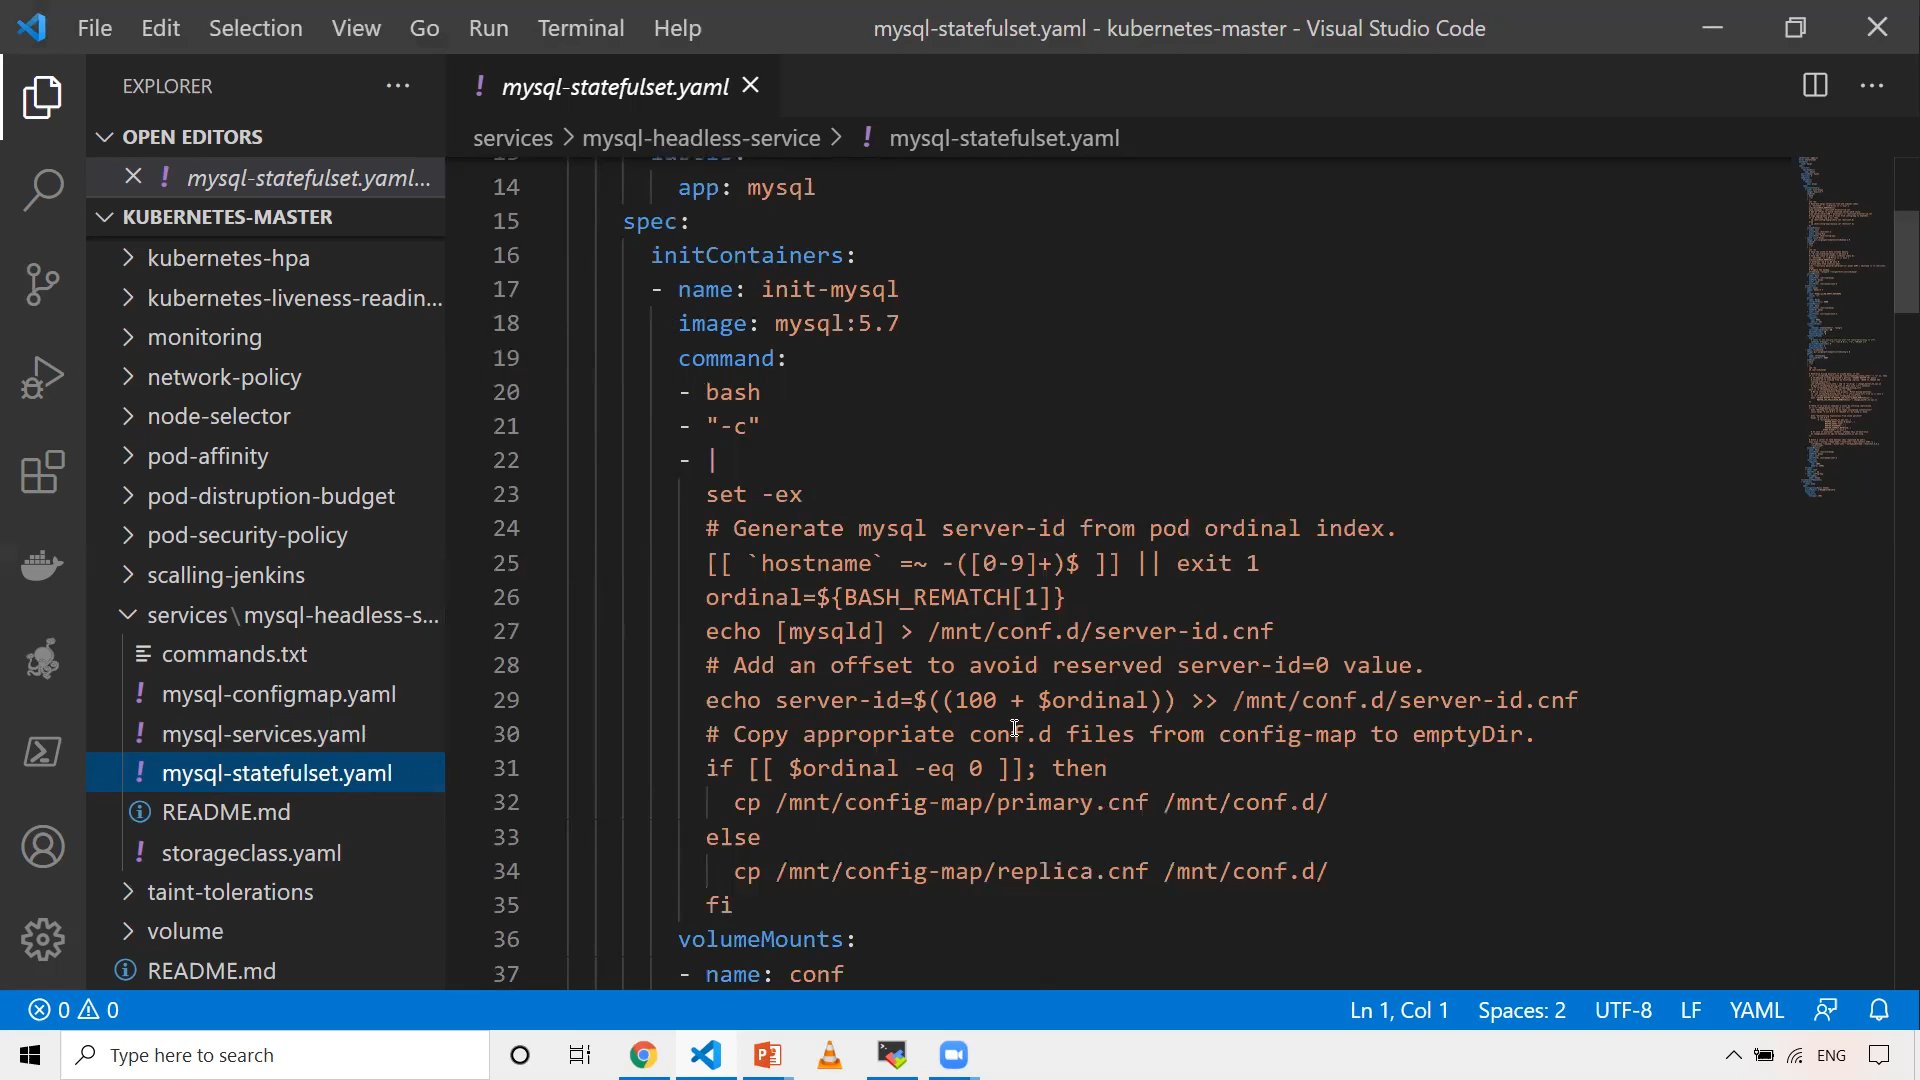 File Edit Selection View Go Run Terminal Help
mysql-statefulset.yaml - kubernetes-master - Visual Studio Code
EXPLORER
OPEN EDITORS
mysql-statefulset.yaml...
KUBERNETES-MASTER
kubernetes-hpa
kubernetes-liveness-readin...
monitoring
network-policy
node-selector
pod-affinity
pod-distruption-budget
pod-security-policy
scalling-jenkins
services\mysql-headless-s...
commands.txt
mysql-configmap.yaml
mysql-services.yaml
mysql-statefulset.yaml
README.md
storageclass.yaml
taint-tolerations
volume
README.md
mysql-statefulset.yaml
services > mysql-headless-service > ! mysql-statefulset.yaml
14 app: mysql
15 spec:
16 initContainers:
17 - name: init-mysql
18 image: mysql:5.7
19 command:
20 - bash
21 - "-c"
22 - |
23 set -ex
24 # Generate mysql server-id from pod ordinal index.
25 [[ `hostname` =~ -([0-9]+)$ ]] || exit 1
26 ordinal=${BASH_REMATCH[1]}
27 echo [mysqld] > /mnt/conf.d/server-id.cnf
28 # Add an offset to avoid reserved server-id=0 value.
29 echo server-id=$((100 + $ordinal)) >> /mnt/conf.d/server-id.cnf
30 # Copy appropriate conf.d files from config-map to emptyDir.
31 if [[ $ordinal -eq 0 ]]; then
32 cp /mnt/config-map/primary.cnf /mnt/conf.d/
33 else
34 cp /mnt/config-map/replica.cnf /mnt/conf.d/
35 fi
36 volumeMounts:
37 - name: conf
0 0
Ln 1, Col 1 Spaces: 2 UTF-8 LF YAML
Type here to search
ENG